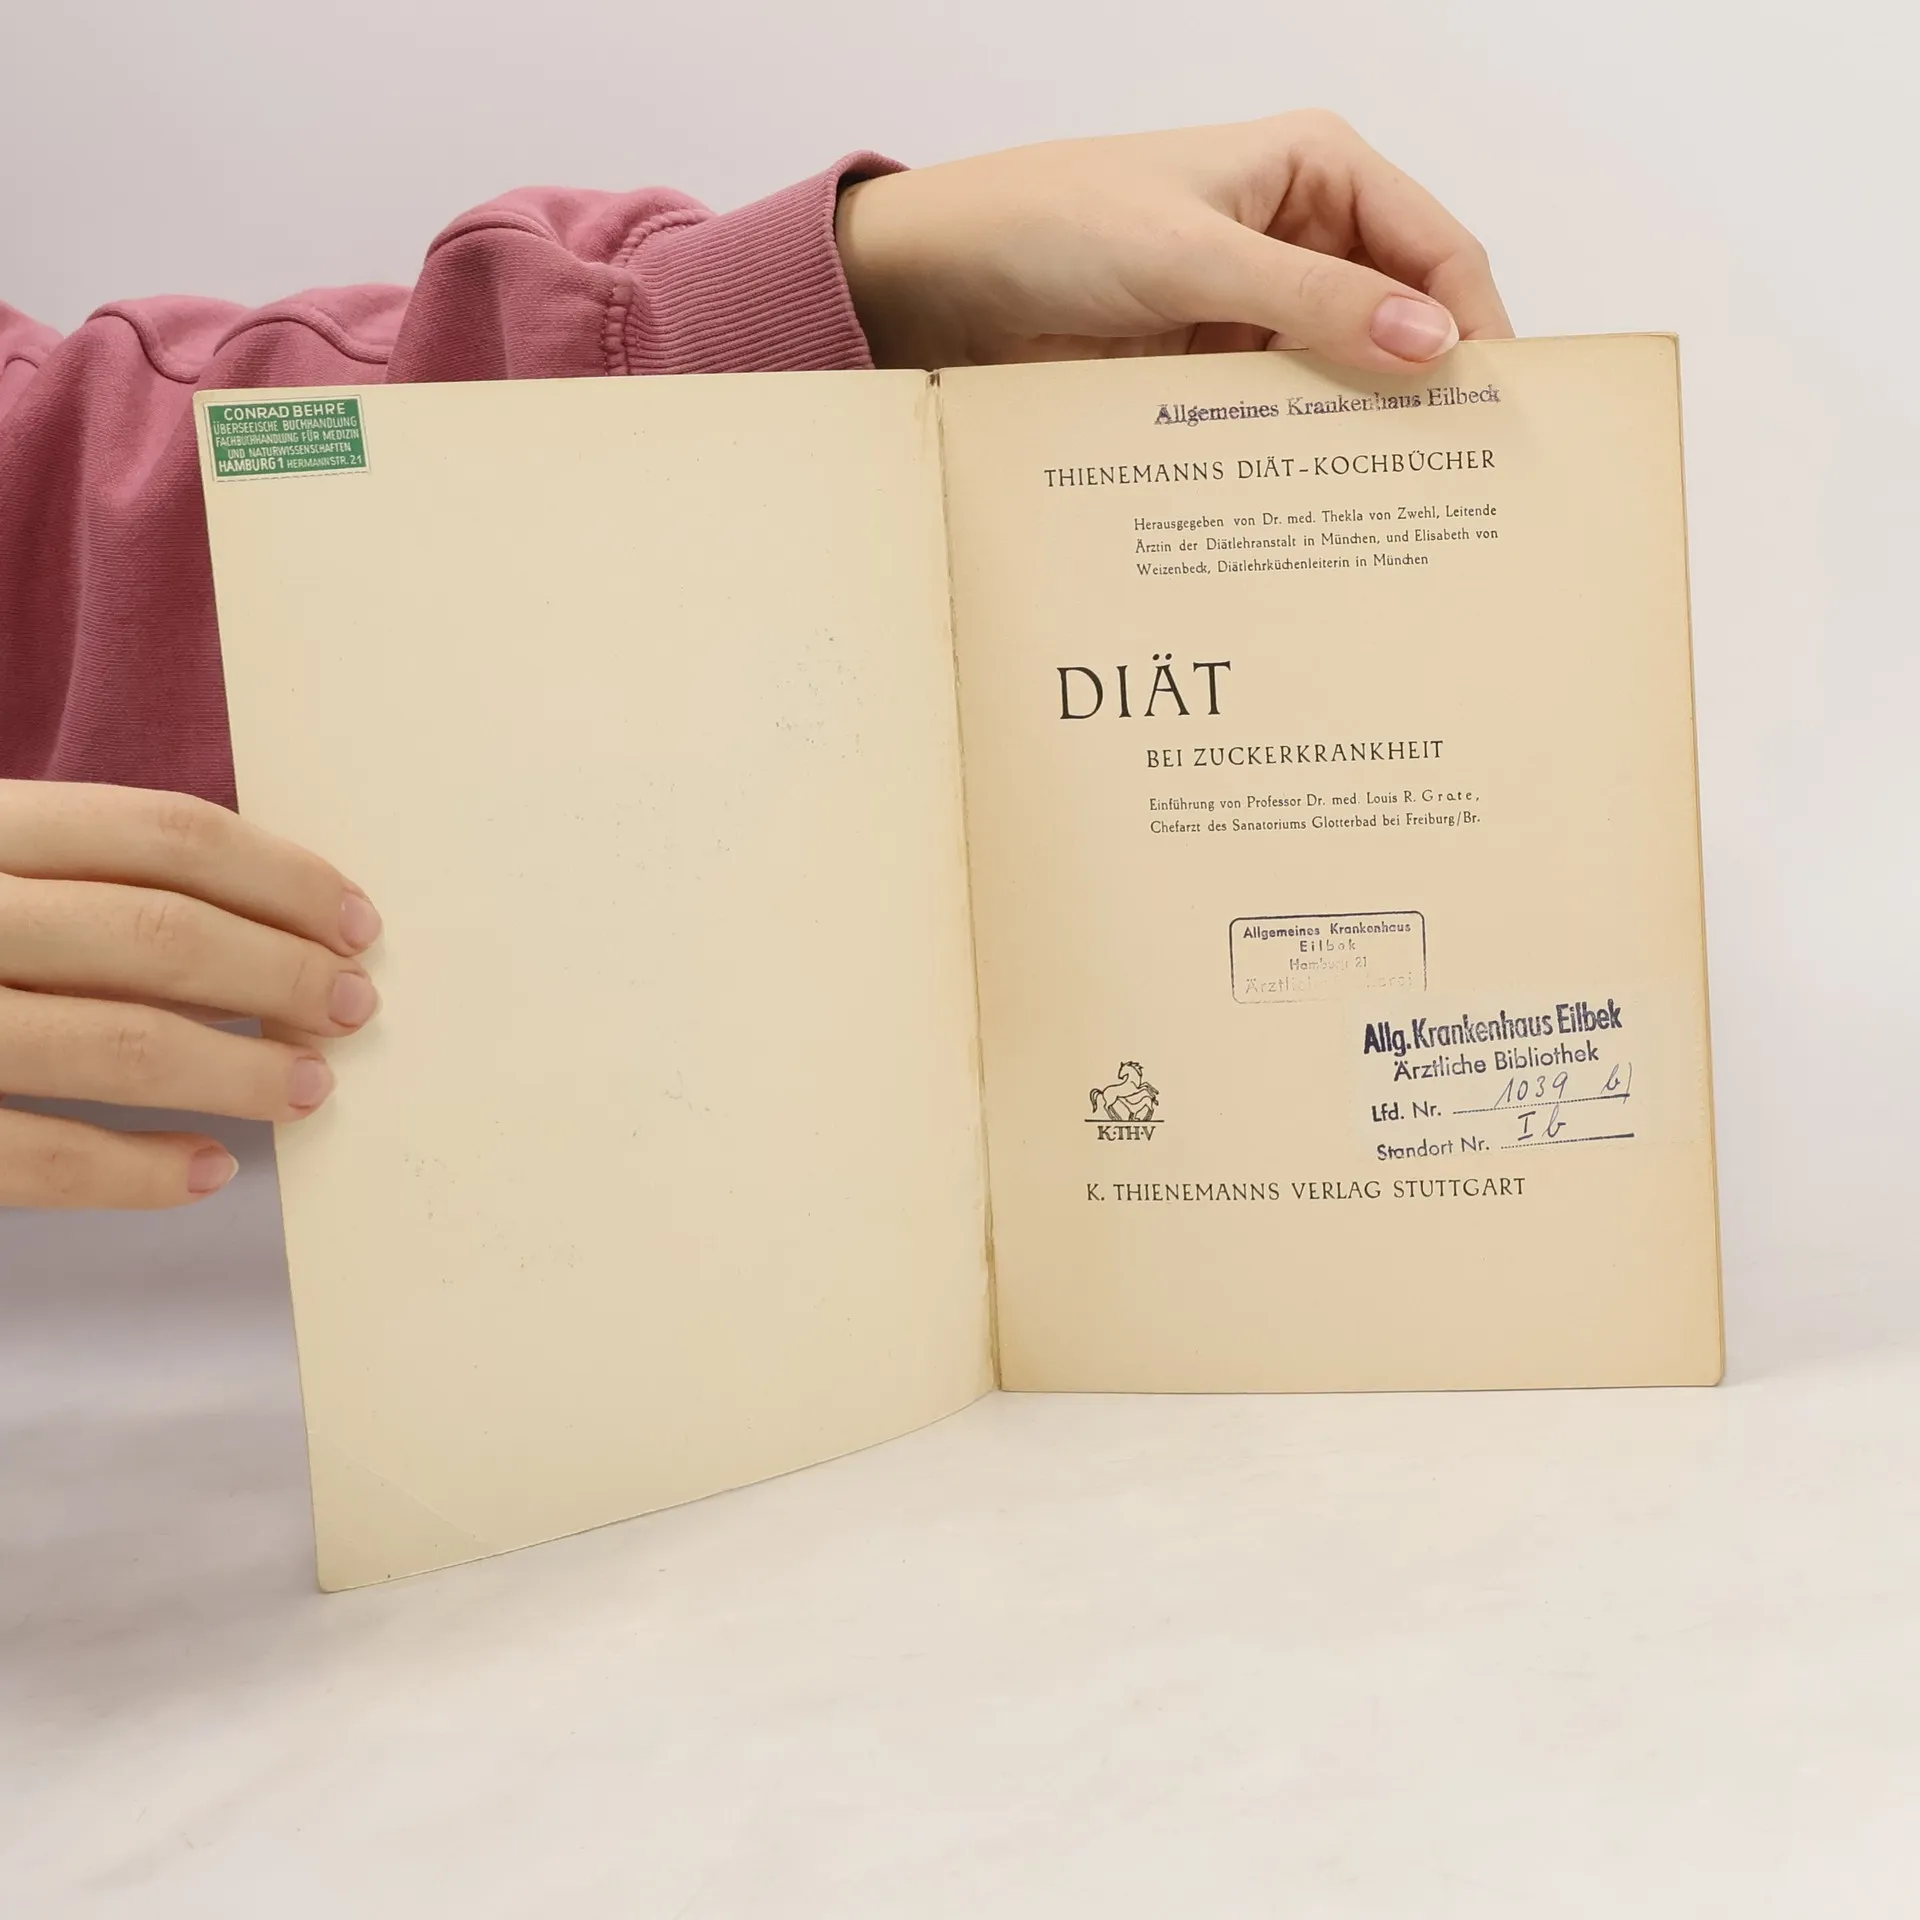 CONRAD BEHRE
ÜBERSEEISCHE BUCHHANDLUNG
FACHBUCHHANDLUNG FÜR MEDIZIN
UND NATURWISSENSCHAFTEN
HAMBURG 1 HERMANNSTR. 21
Allgemeines Krankenhaus Eilbeck
THIENEMANNS DIÄT-KOCHBÜCHER
Herausgegeben von Dr. med. Thekla von Zwehl, Leitende
Ärztin der Diätlehranstalt in München, und Elisabeth von
Weizenbeck, Diätlehrküchenleiterin in München
DIÄT
BEI ZUCKERKRANKHEIT
Einführung von Professor Dr. med. Louis R. Grote,
Chefarzt des Sanatoriums Glotterbad bei Freiburg/Br.
Allgemeines Krankenhaus
Eilbek
Hamburg 21
Allg. Krankenhaus Eilbek
Ärztliche Bibliothek
Lfd. Nr. 1039 b)
Standort Nr. I b
K·TH·V
K. THIENEMANNS VERLAG STUTTGART